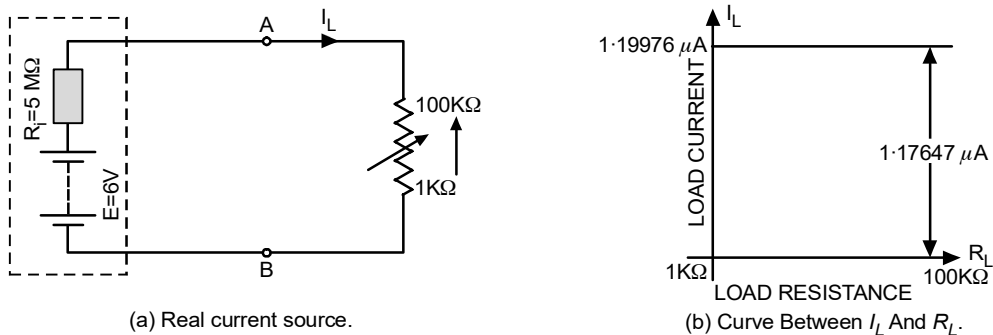 A
I_L
R_i=5 MΩ
E=6V
100KΩ
1KΩ
B
(a) Real current source.
I_L
1·19976 μA
LOAD CURRENT
1·17647 μA
R_L
1KΩ
100KΩ
LOAD RESISTANCE
(b) Curve Between I_L And R_L.